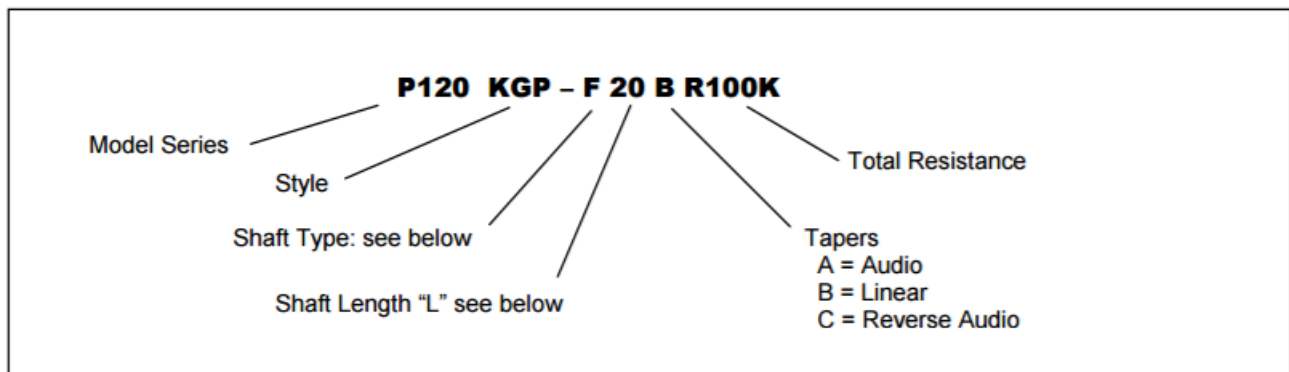 P120 KGP – F 20 B R100K
Model Series
Total Resistance
Style
Shaft Type: see below
Tapers
A = Audio
B = Linear
C = Reverse Audio
Shaft Length “L” see below